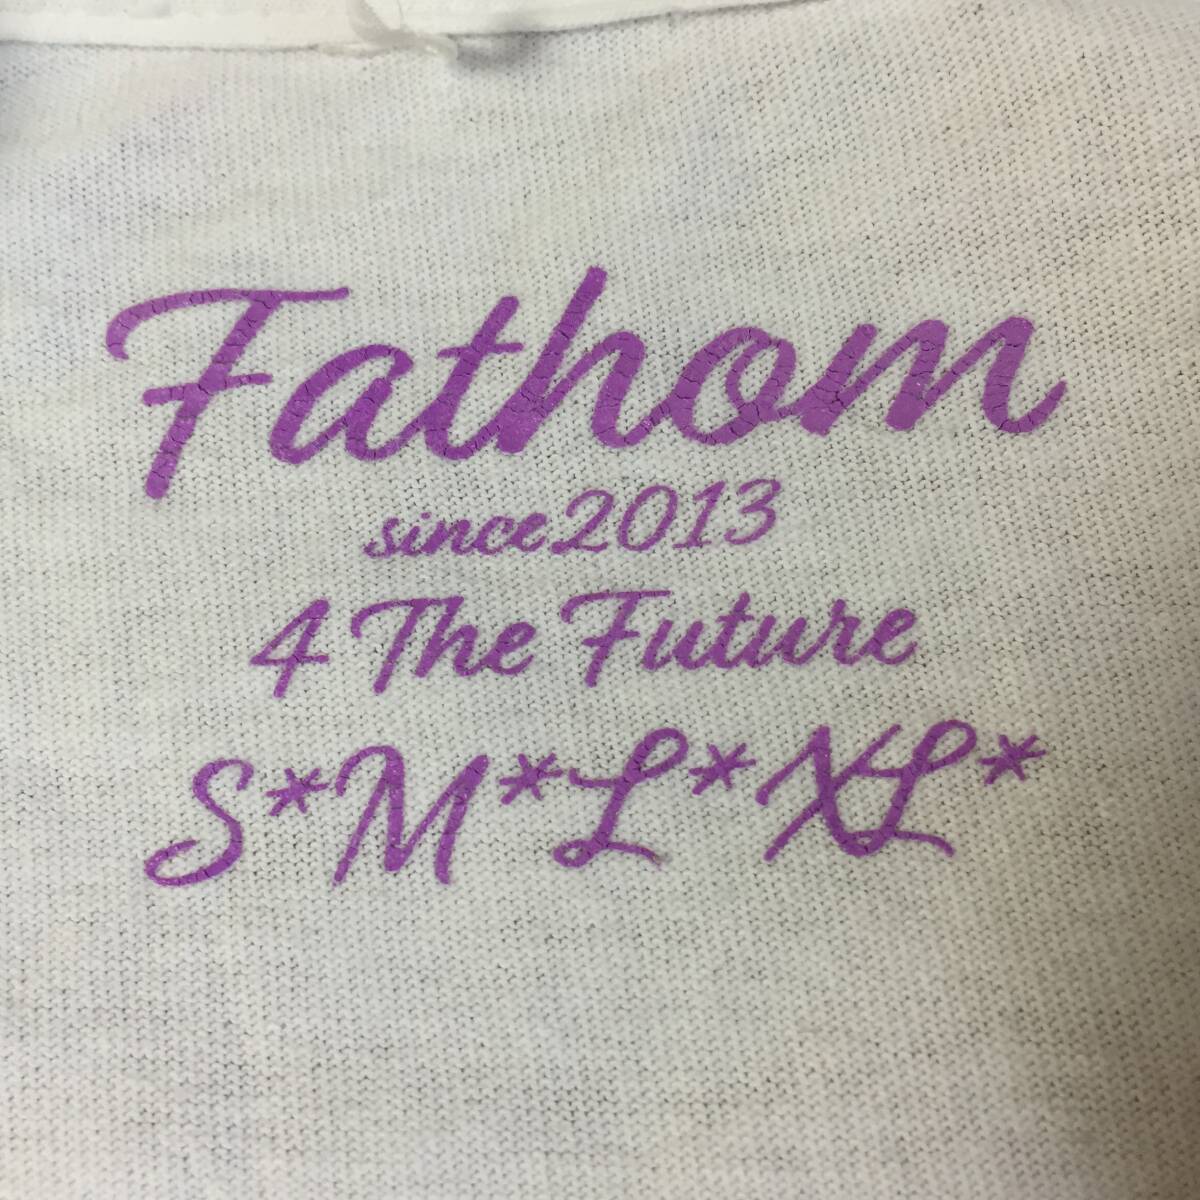 Fathom
since2013
4 The Future
S*M*L*XL*